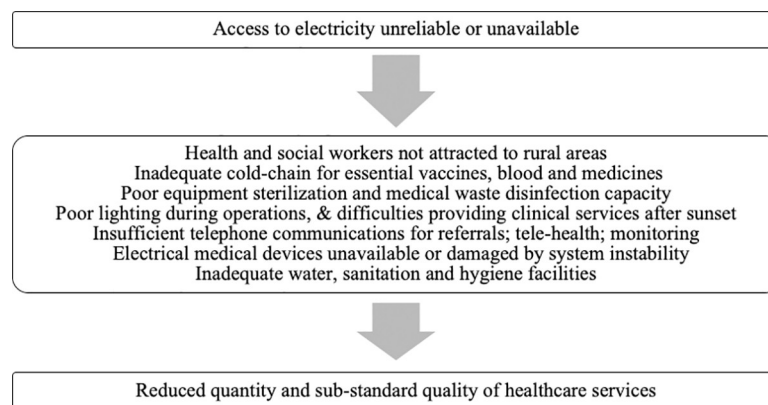 Access to electricity unreliable or unavailable
Health and social workers not attracted to rural areas
Inadequate cold-chain for essential vaccines, blood and medicines
Poor equipment sterilization and medical waste disinfection capacity
Poor lighting during operations, & difficulties providing clinical services after sunset
Insufficient telephone communications for referrals; tele-health; monitoring
Electrical medical devices unavailable or damaged by system instability
Inadequate water, sanitation and hygiene facilities
Reduced quantity and sub-standard quality of healthcare services